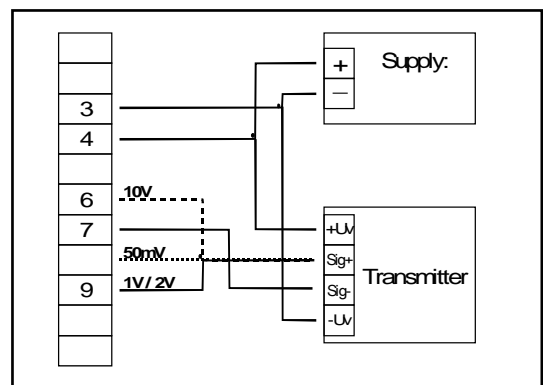 3
4
6
7
9
10V
50mV
1V / 2V
+
−
Supply:
+Uv
Sig+
Sig-
-Uv
Transmitter